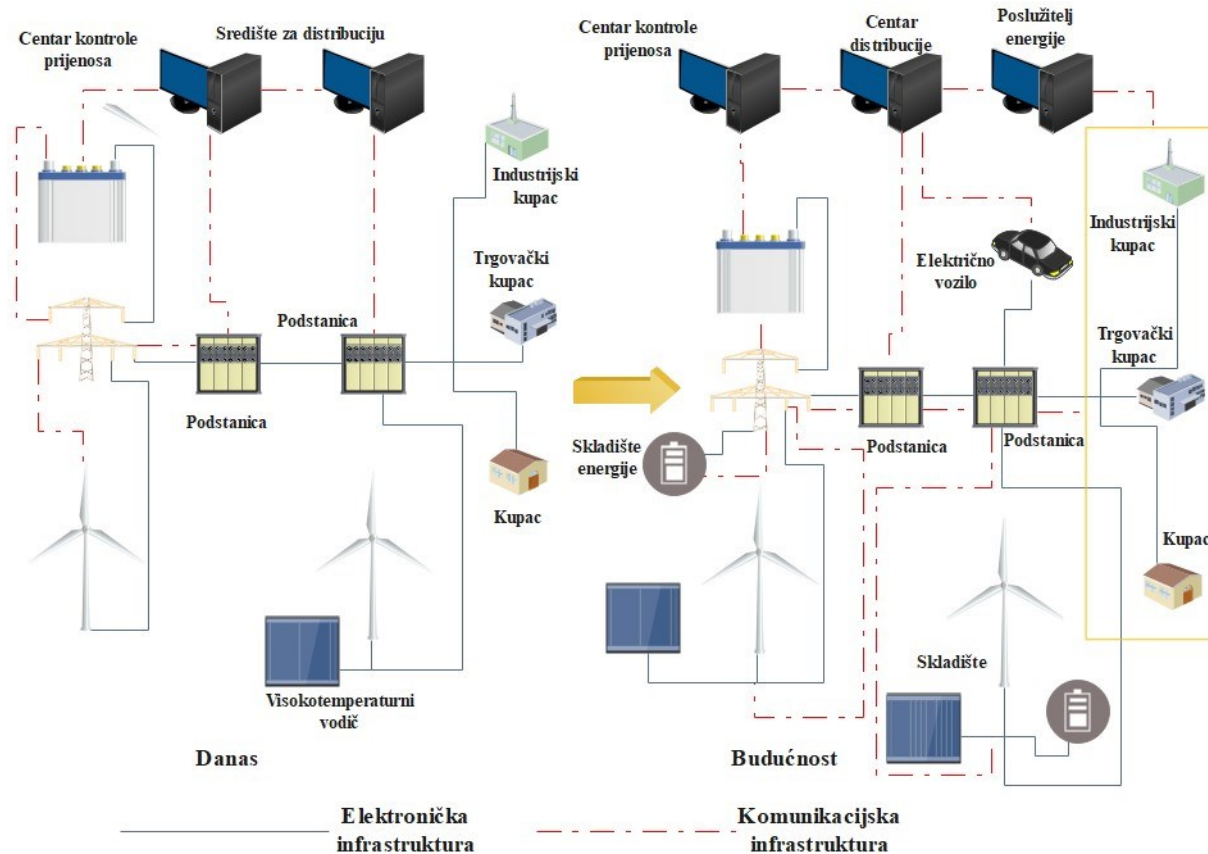 Centar kontrole
prijenosa
Središte za distribuciju
Industrijski
kupac
Trgovački
kupac
Podstanica
Podstanica
Kupac
Visokotemperaturni
vodič
Danas
Centar kontrole
prijenosa
Centar
distribucije
Poslužitelj
energije
Industrijski
kupac
Električno
vozilo
Trgovački
kupac
Skladište
energije
Podstanica
Podstanica
Kupac
Skladište
Budućnost
Elektronička
infrastruktura
Komunikacijska
infrastruktura